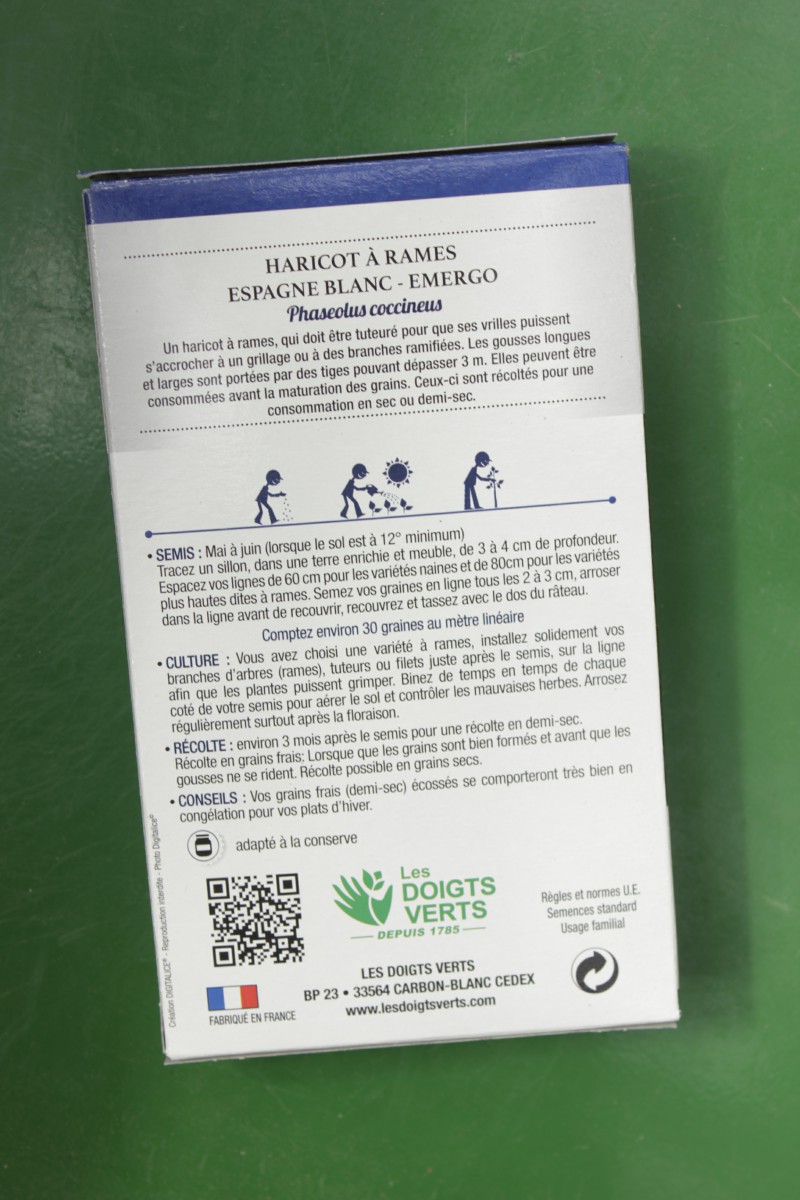 HARICOT À RAMES
ESPAGNE BLANC - EMERGO
Phaseolus coccineus
Un haricot à rames, qui doit être tuteuré pour que ses vrilles puissent
s'accrocher à un grillage ou à des branches ramifiées. Les gousses longues
et larges sont portées par des tiges pouvant dépasser 3 m. Elles peuvent être
consommées avant la maturation des grains. Ceux-ci sont récoltés pour une
consommation en sec ou demi-sec.
• SEMIS : Mai à juin (lorsque le sol est à 12° minimum)
Tracez un sillon, dans une terre enrichie et meuble, de 3 à 4 cm de profondeur.
Espacez vos lignes de 60 cm pour les variétés naines et de 80cm pour les variétés
plus hautes dites à rames. Semez vos graines en ligne tous les 2 à 3 cm, arroser
dans la ligne avant de recouvrir, recouvrez et tassez avec le dos du râteau.
Comptez environ 30 graines au mètre linéaire
• CULTURE : Vous avez choisi une variété à rames, installez solidement vos
branches d'arbres (rames), tuteurs ou filets juste après le semis, sur la ligne
afin que les plantes puissent grimper. Binez de temps en temps de chaque
coté de votre semis pour aérer le sol et contrôler les mauvaises herbes. Arrosez
régulièrement surtout après la floraison.
• RÉCOLTE : environ 3 mois après le semis pour une récolte en demi-sec.
Récolte en grains frais: Lorsque que les grains sont bien formés et avant que les
gousses ne se rident. Récolte possible en grains secs.
• CONSEILS : Vos grains frais (demi-sec) écossés se comporteront très bien en
congélation pour vos plats d'hiver.
adapté à la conserve
Création DIGITALICE® - Reproduction interdite - Photo Digitalice®
Les
DOIGTS
VERTS
DEPUIS 1785
Règles et normes U.E.
Semences standard
Usage familial
FABRIQUÉ EN FRANCE
LES DOIGTS VERTS
BP 23 • 33564 CARBON-BLANC CEDEX
www.lesdoigtsverts.com